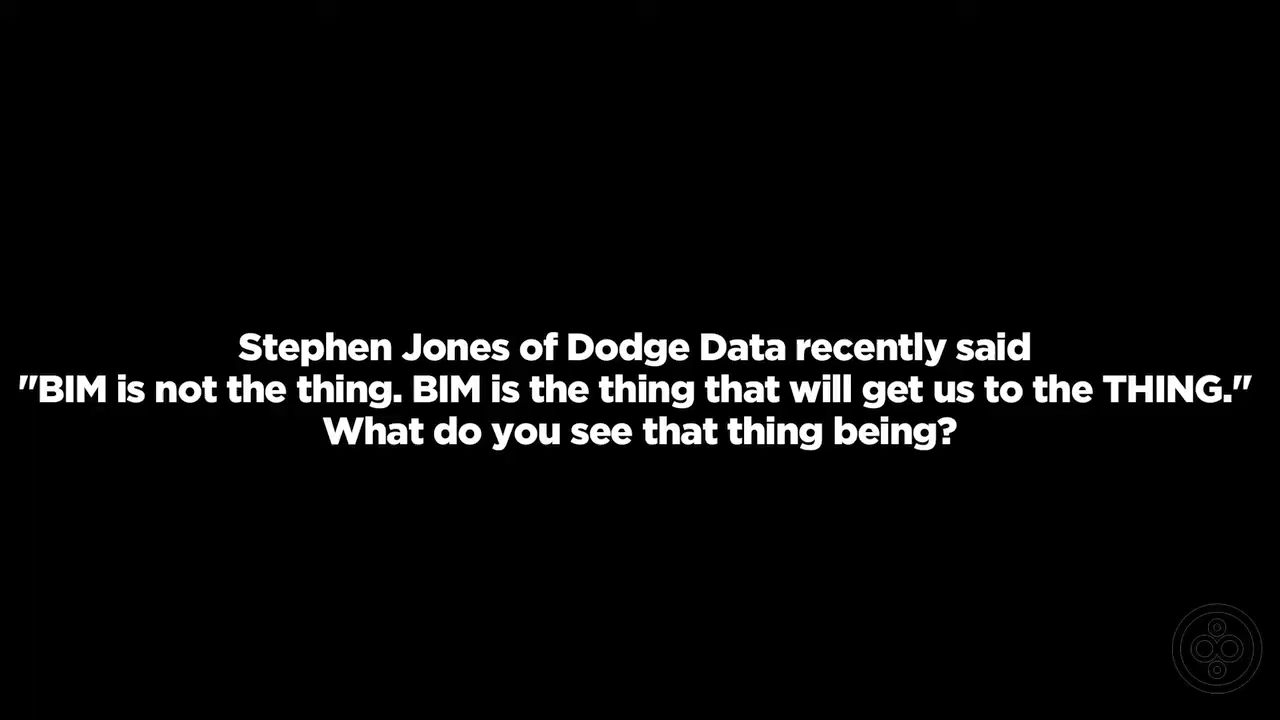 Stephen Jones of Dodge Data recently said
"BIM is not the thing. BIM is the thing that will get us to the THING."
What do you see that thing being?